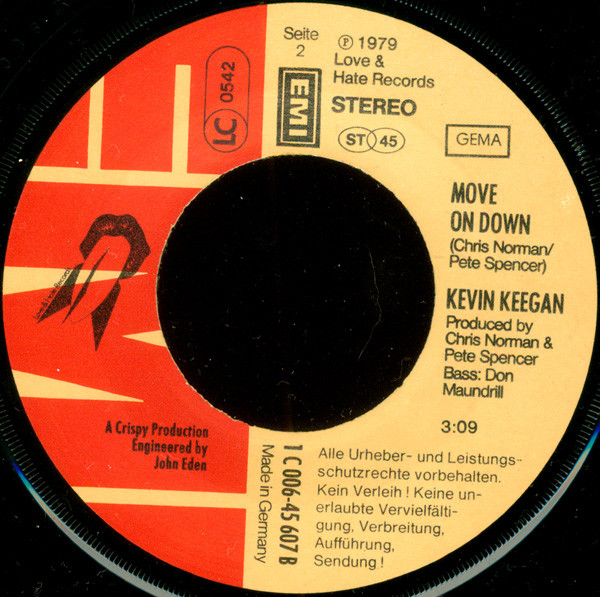 Seite
2
℗ 1979
Love &
Hate Records
EMI
STEREO
ST 45
GEMA
LC 0542
MOVE
ON DOWN
(Chris Norman/
Pete Spencer)
KEVIN KEEGAN
Produced by
Chris Norman &
Pete Spencer
Bass: Don
Maundrill
3:09
Love & Hate Records
A Crispy Production
Engineered by
John Eden
1 C 006-45 607 B
Made in Germany
Alle Urheber- und Leistungs-
schutzrechte vorbehalten.
Kein Verleih! Keine un-
erlaubte Vervielfälti-
gung, Verbreitung,
Aufführung,
Sendung!